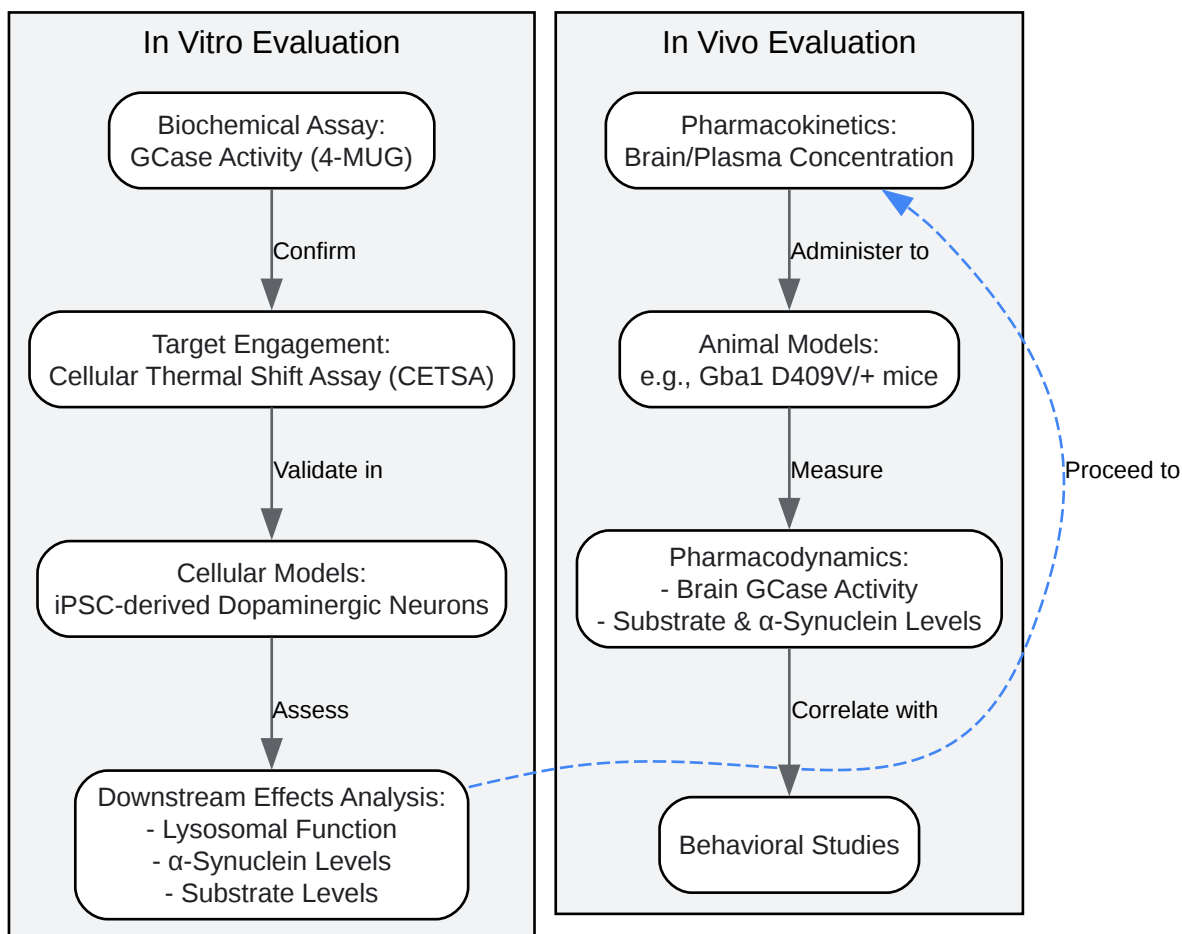 In Vitro Evaluation
Biochemical Assay:
GCase Activity (4-MUG)
Confirm
Target Engagement:
Cellular Thermal Shift Assay (CETSA)
Validate in
Cellular Models:
iPSC-derived Dopaminergic Neurons
Assess
Downstream Effects Analysis:
- Lysosomal Function
- α-Synuclein Levels
- Substrate Levels
In Vivo Evaluation
Pharmacokinetics:
Brain/Plasma Concentration
Administer to
Animal Models:
e.g., Gba1 D409V/+ mice
Measure
Pharmacodynamics:
- Brain GCase Activity
- Substrate & α-Synuclein Levels
Correlate with
Behavioral Studies
Proceed to